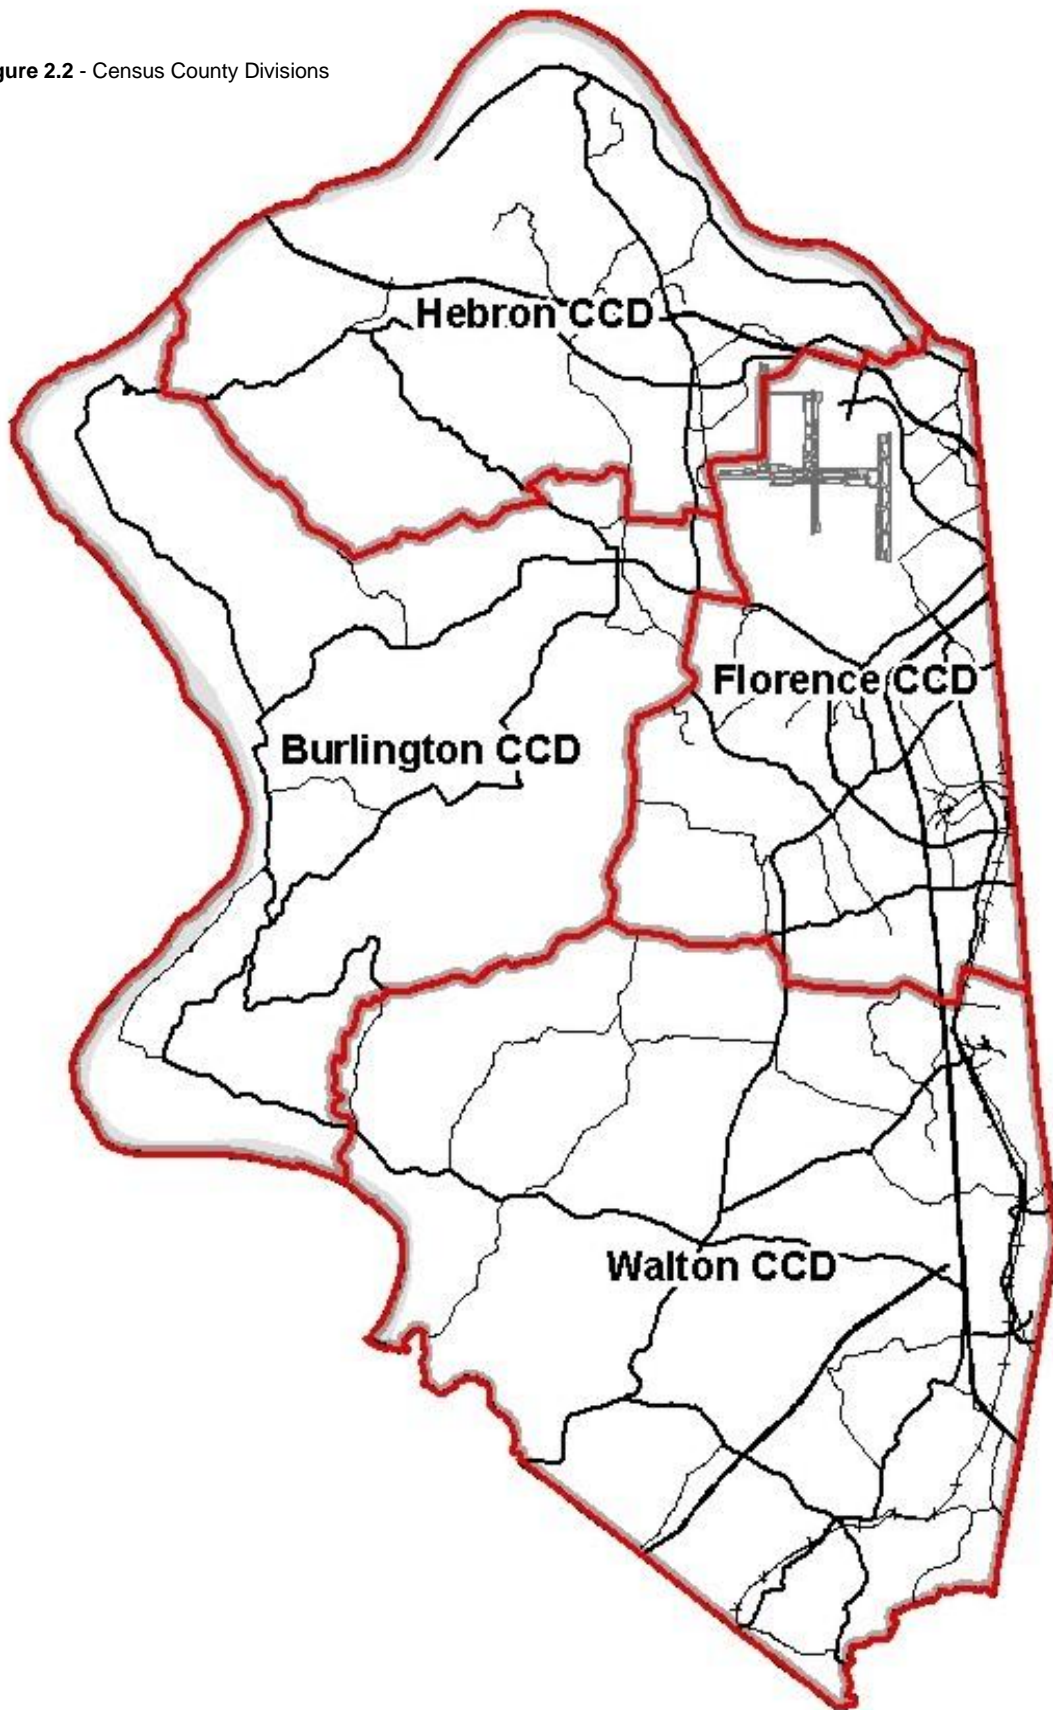 gure 2.2 - Census County Divisions
Hebron CCD
Florence CCD
Burlington CCD
Walton CCD